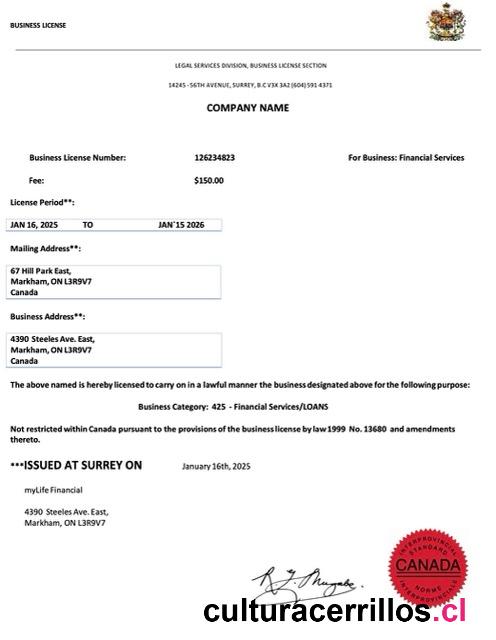 BUSINESS LICENSE
LEGAL SERVICES DIVISION, BUSINESS LICENSE SECTION
14245 -56TH AVENUE, SURREY, B.C V3X 3A2 (604) 591 4371
COMPANY NAME
Business License Number: 126234823 For Business: Financial Services
Fee: $150.00
License Period**:
JAN 16, 2025 TO JAN`15 2026
Mailing Address**:
67 Hill Park East,
Markham, ON L3R9V7
Canada
Business Address**:
4390 Steeles Ave. East,
Markham, ON L3R9V7
Canada
The above named is hereby licensed to carry on in a lawful manner the business designated above for the following purpose:
Business Category: 425 - Financial Services/LOANS
Not restricted within Canada pursuant to the provisions of the business license by law 1999 No. 13680 and amendments
thereto.
***ISSUED AT SURREY ON January 16th, 2025
myLife Financial
4390 Steeles Ave. East,
Markham, ON L3R9V7
INTERPROVINCIAL
STANDARD
CANADA
NORME
INTERPROVINCIALE
culturacerrillos.cl